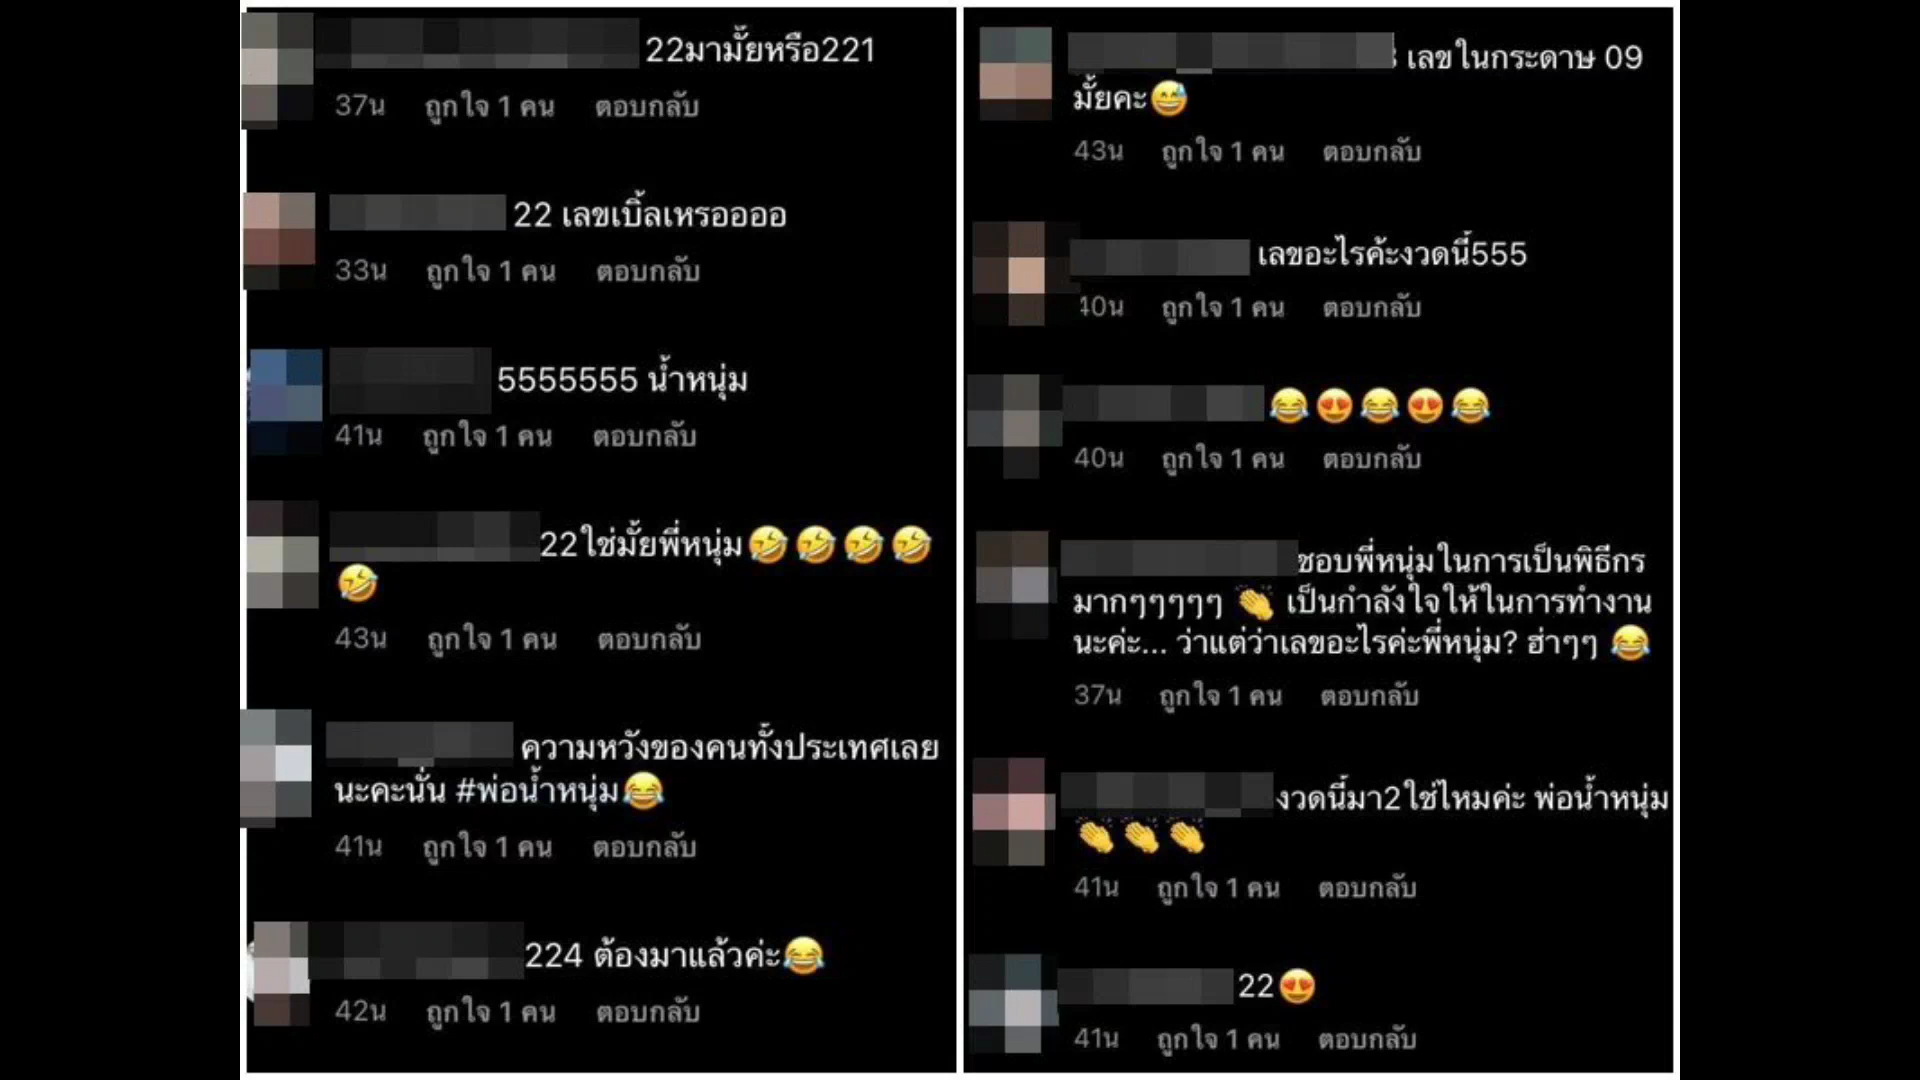 22มามั๊ยหรือ221
37น ถูกใจ 1 คน ตอบกลับ
22 เลขเบิ้ลเหรอออออ
33น ถูกใจ 1 คน ตอบกลับ
5555555 น้ำหนุ่ม
41น ถูกใจ 1 คน ตอบกลับ
22ใช่มั้ยพี่หนุ่ม🤣🤣🤣🤣
🤣
43น ถูกใจ 1 คน ตอบกลับ
ความหวังของคนทั้งประเทศเลย
นะคะนั่น #พ่อน้ำหนุ่ม😂
41น ถูกใจ 1 คน ตอบกลับ
224 ต้องมาแล้วค่ะ😂
42น ถูกใจ 1 คน ตอบกลับ
เลขในกระดาษ 09
มั้ยคะ😅
43น ถูกใจ 1 คน ตอบกลับ
เลขอะไรค้ะงวดนี้555
40น ถูกใจ 1 คน ตอบกลับ
😂😍😂😍😂
40น ถูกใจ 1 คน ตอบกลับ
ชอบพี่หนุ่มในการเป็นพิธีกร
มากๆๆๆๆๆ 👏 เป็นกำลังใจให้ในการทำงาน
นะค่ะ... ว่าแต่ว่าเลขอะไรค่ะพี่หนุ่ม? ฮ่าๆๆ 😂
37น ถูกใจ 1 คน ตอบกลับ
งวดนี้มา2ใช่ไหมค่ะ พ่อน้ำหนุ่ม
👏👏👏
41น ถูกใจ 1 คน ตอบกลับ
22😍
41น ถูกใจ 1 คน ตอบกลับ